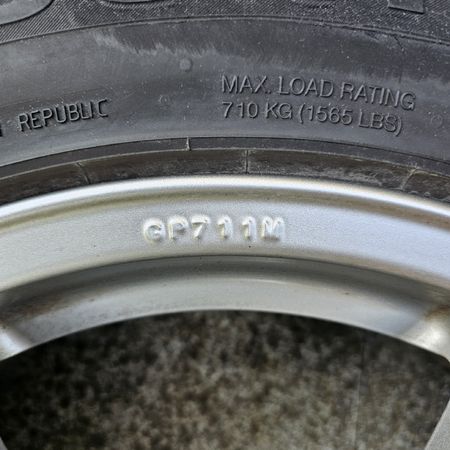 MAX. LOAD RATING
710 KG (1565 LBS)
REPUBLIC
GP711M